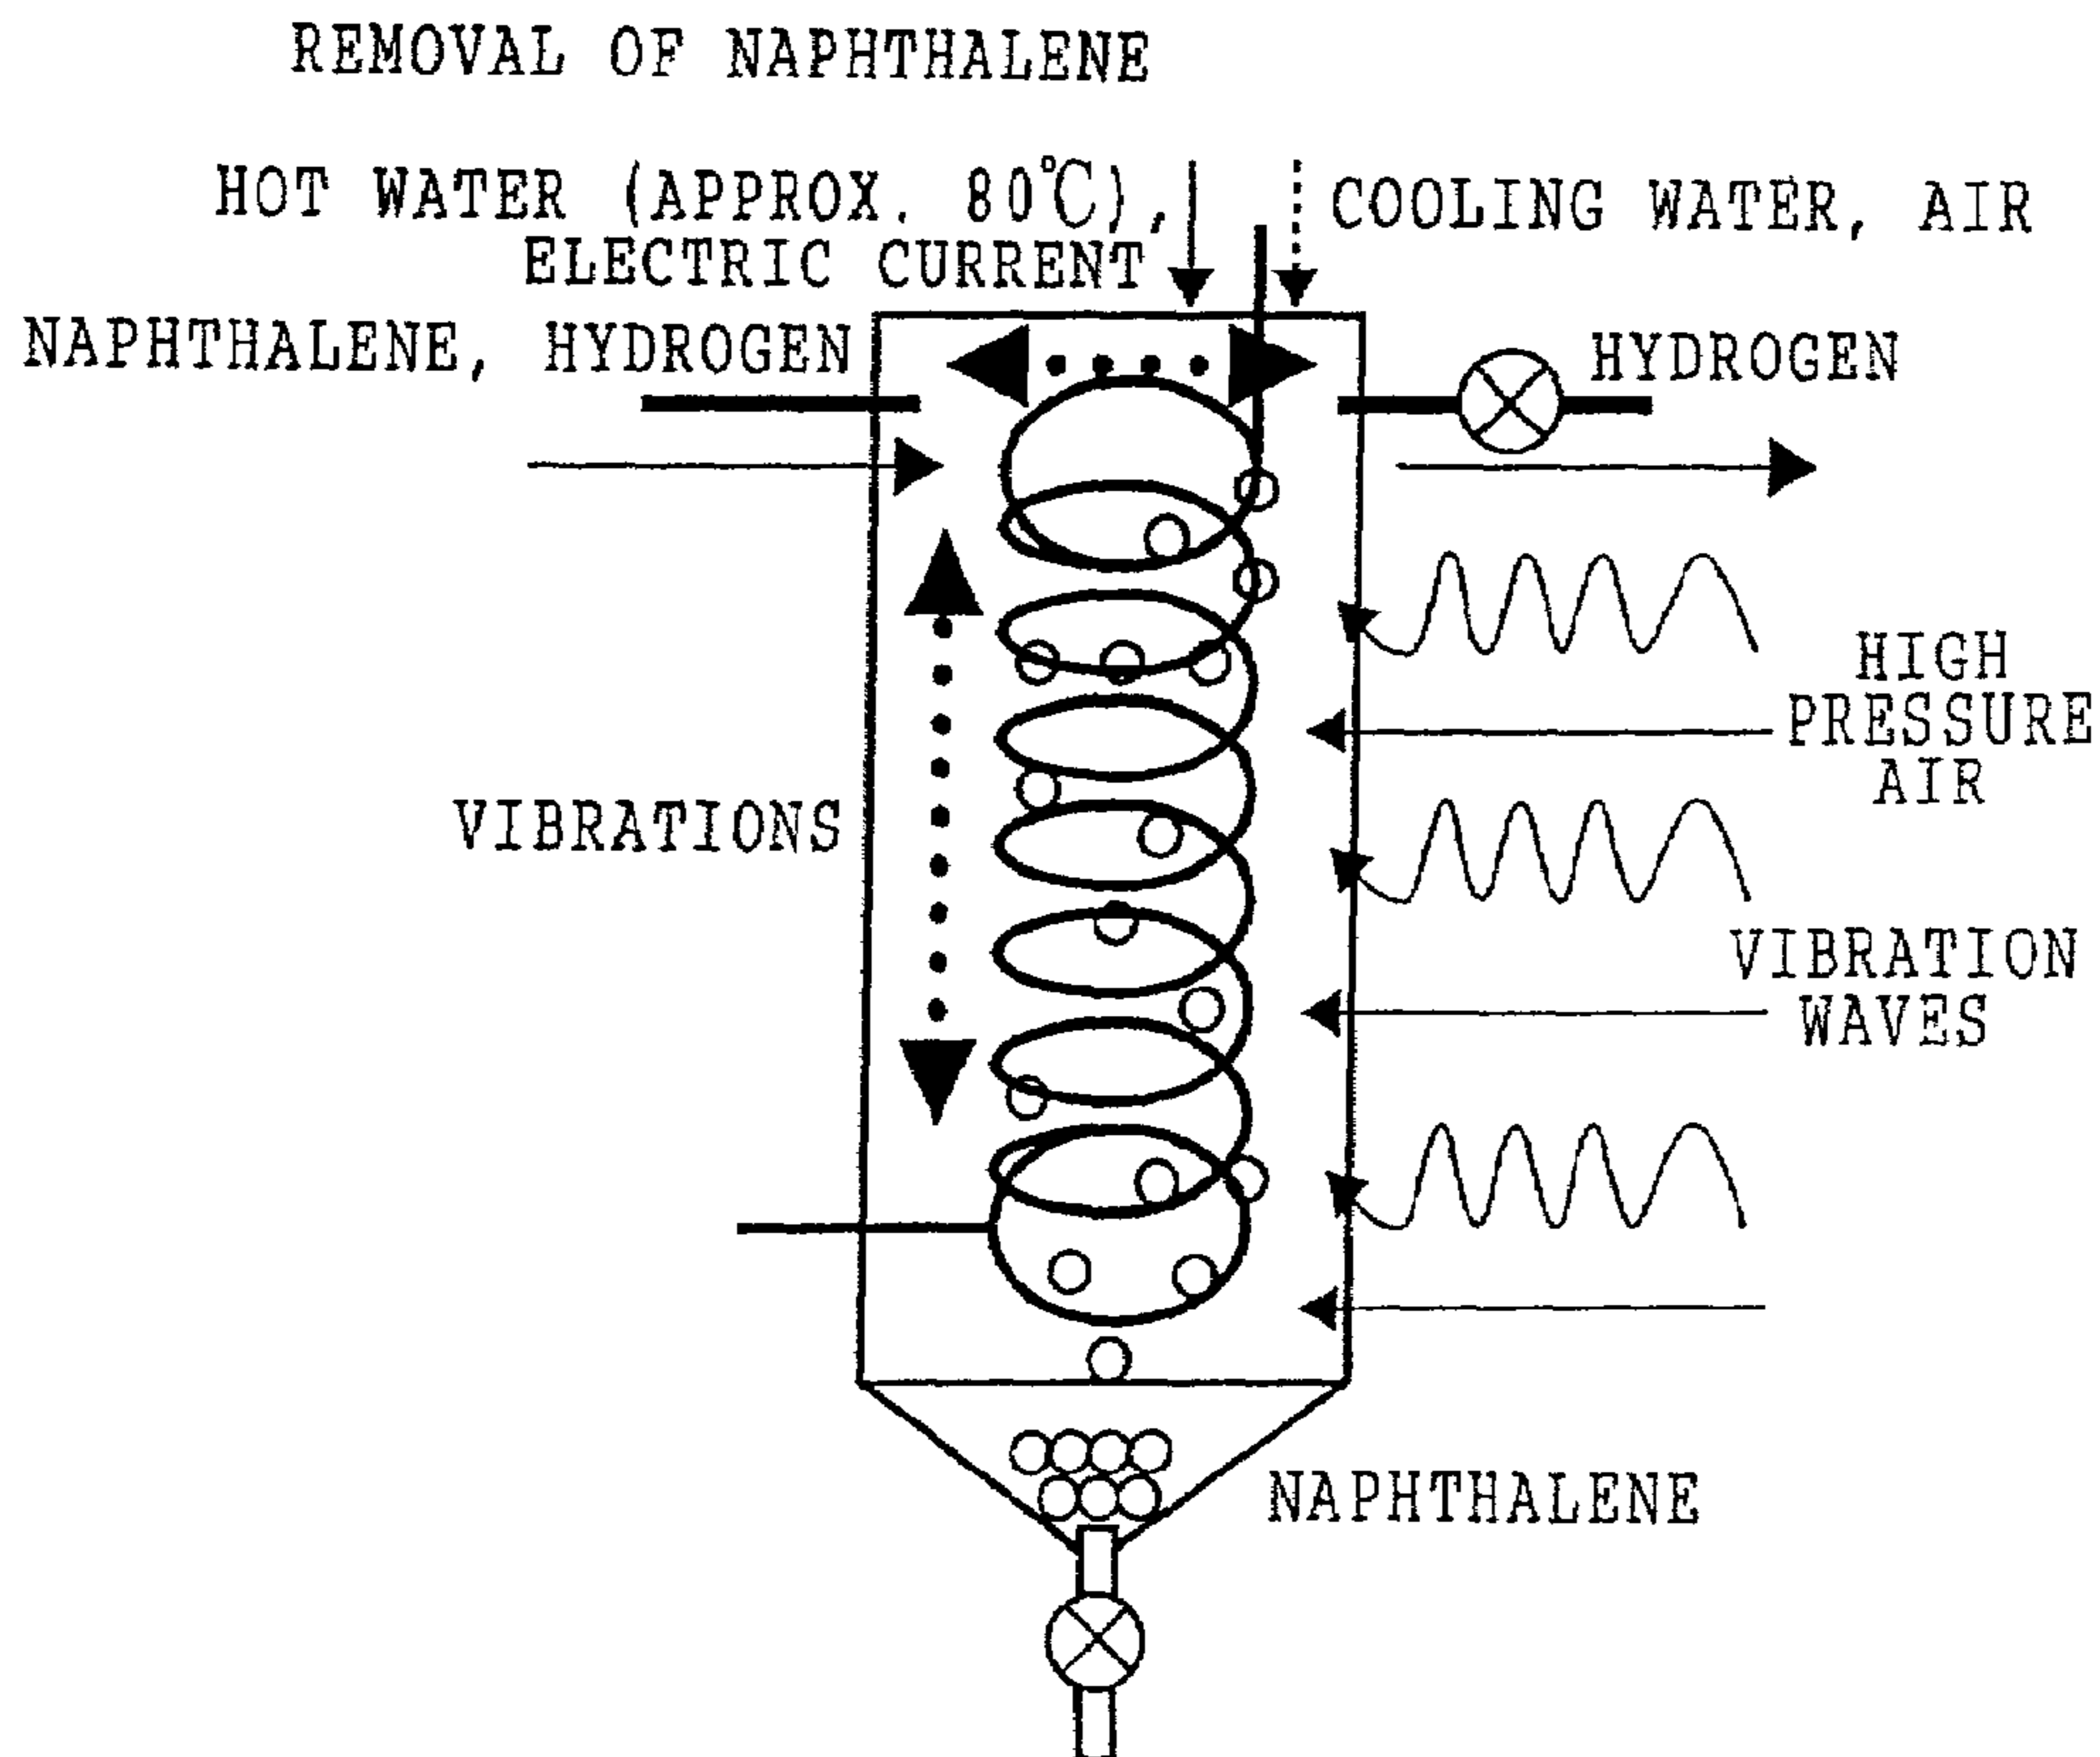 REMOVAL OF NAPHTHALENE
HOT WATER (APPROX. 80℃),
ELECTRIC CURRENT
COOLING WATER, AIR
NAPHTHALENE, HYDROGEN
HYDROGEN
HIGH
PRESSURE
AIR
VIBRATIONS
VIBRATION
WAVES
NAPHTHALENE